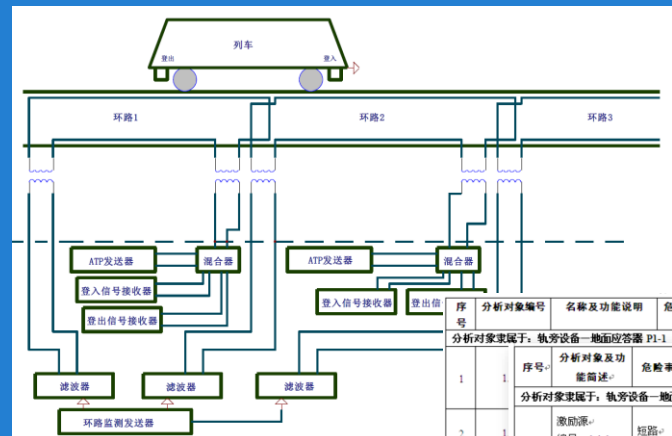 列车
登出
登入
环路1
环路2
环路3
ATP发送器
混合器
ATP发送器
混合器
登入信号接收器
登入信号接收器
登出信号接收器
登出信
滤波器
滤波器
滤波器
环路监测发送器
序号
分析对象编号
名称及功能说明
分析对象隶属于：轨旁设备—地面应答器 P1-1
1
1
2
1
序号
分析对象及功
能简述
危险事
分析对象隶属于：轨旁设备—地面
激励源
短路